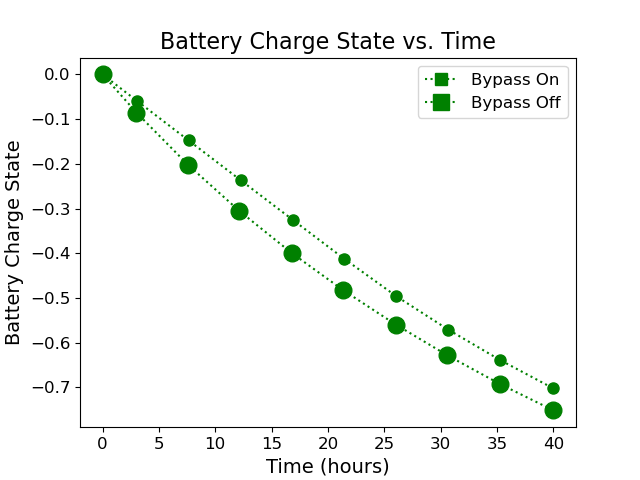 Battery Charge State vs. Time
Bypass On
Bypass Off
Battery Charge State
0.0
−0.1
−0.2
−0.3
−0.4
−0.5
−0.6
−0.7
0 5 10 15 20 25 30 35 40
Time (hours)